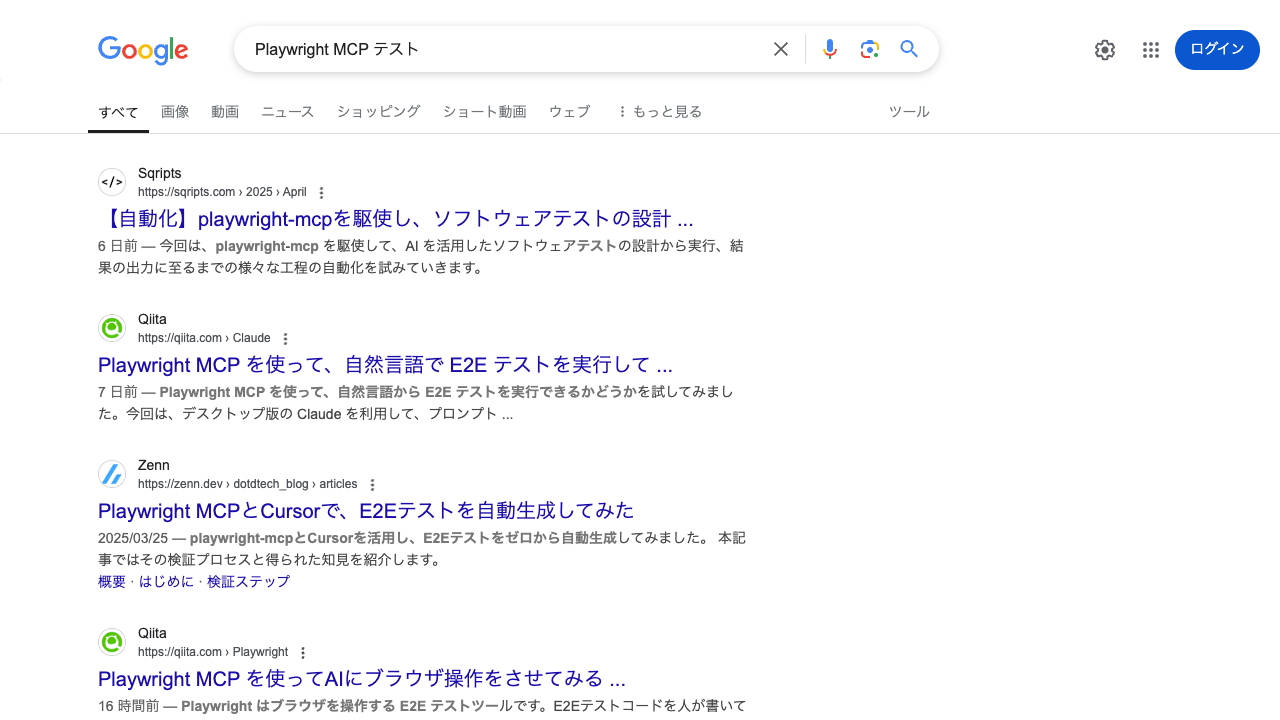 Google
Playwright MCP テスト
ログイン
すべて 画像 動画 ニュース ショッピング ショート動画 ウェブ もっと見る ツール
</>
Sqripts
https://sqripts.com › 2025 › April
【自動化】playwright-mcpを駆使し、ソフトウェアテストの設計 ...
6 日前 — 今回は、playwright-mcp を駆使して、AI を活用したソフトウェアテストの設計から実行、結
果の出力に至るまでの様々な工程の自動化を試みていきます。
Qiita
https://qiita.com › Claude
Playwright MCP を使って、自然言語で E2E テストを実行して ...
7 日前 — Playwright MCP を使って、自然言語から E2E テストを実行できるかどうかを試してみまし
た。今回は、デスクトップ版の Claude を利用して、プロンプト ...
Zenn
https://zenn.dev › dotdtech_blog › articles
Playwright MCPとCursorで、E2Eテストを自動生成してみた
2025/03/25 — playwright-mcpとCursorを活用し、E2Eテストをゼロから自動生成してみました。 本記
事ではその検証プロセスと得られた知見を紹介します。
概要 · はじめに · 検証ステップ
Qiita
https://qiita.com › Playwright
Playwright MCP を使ってAIにブラウザ操作をさせてみる ...
16 時間前 — Playwright はブラウザを操作する E2E テストツールです。E2Eテストコードを人が書いて